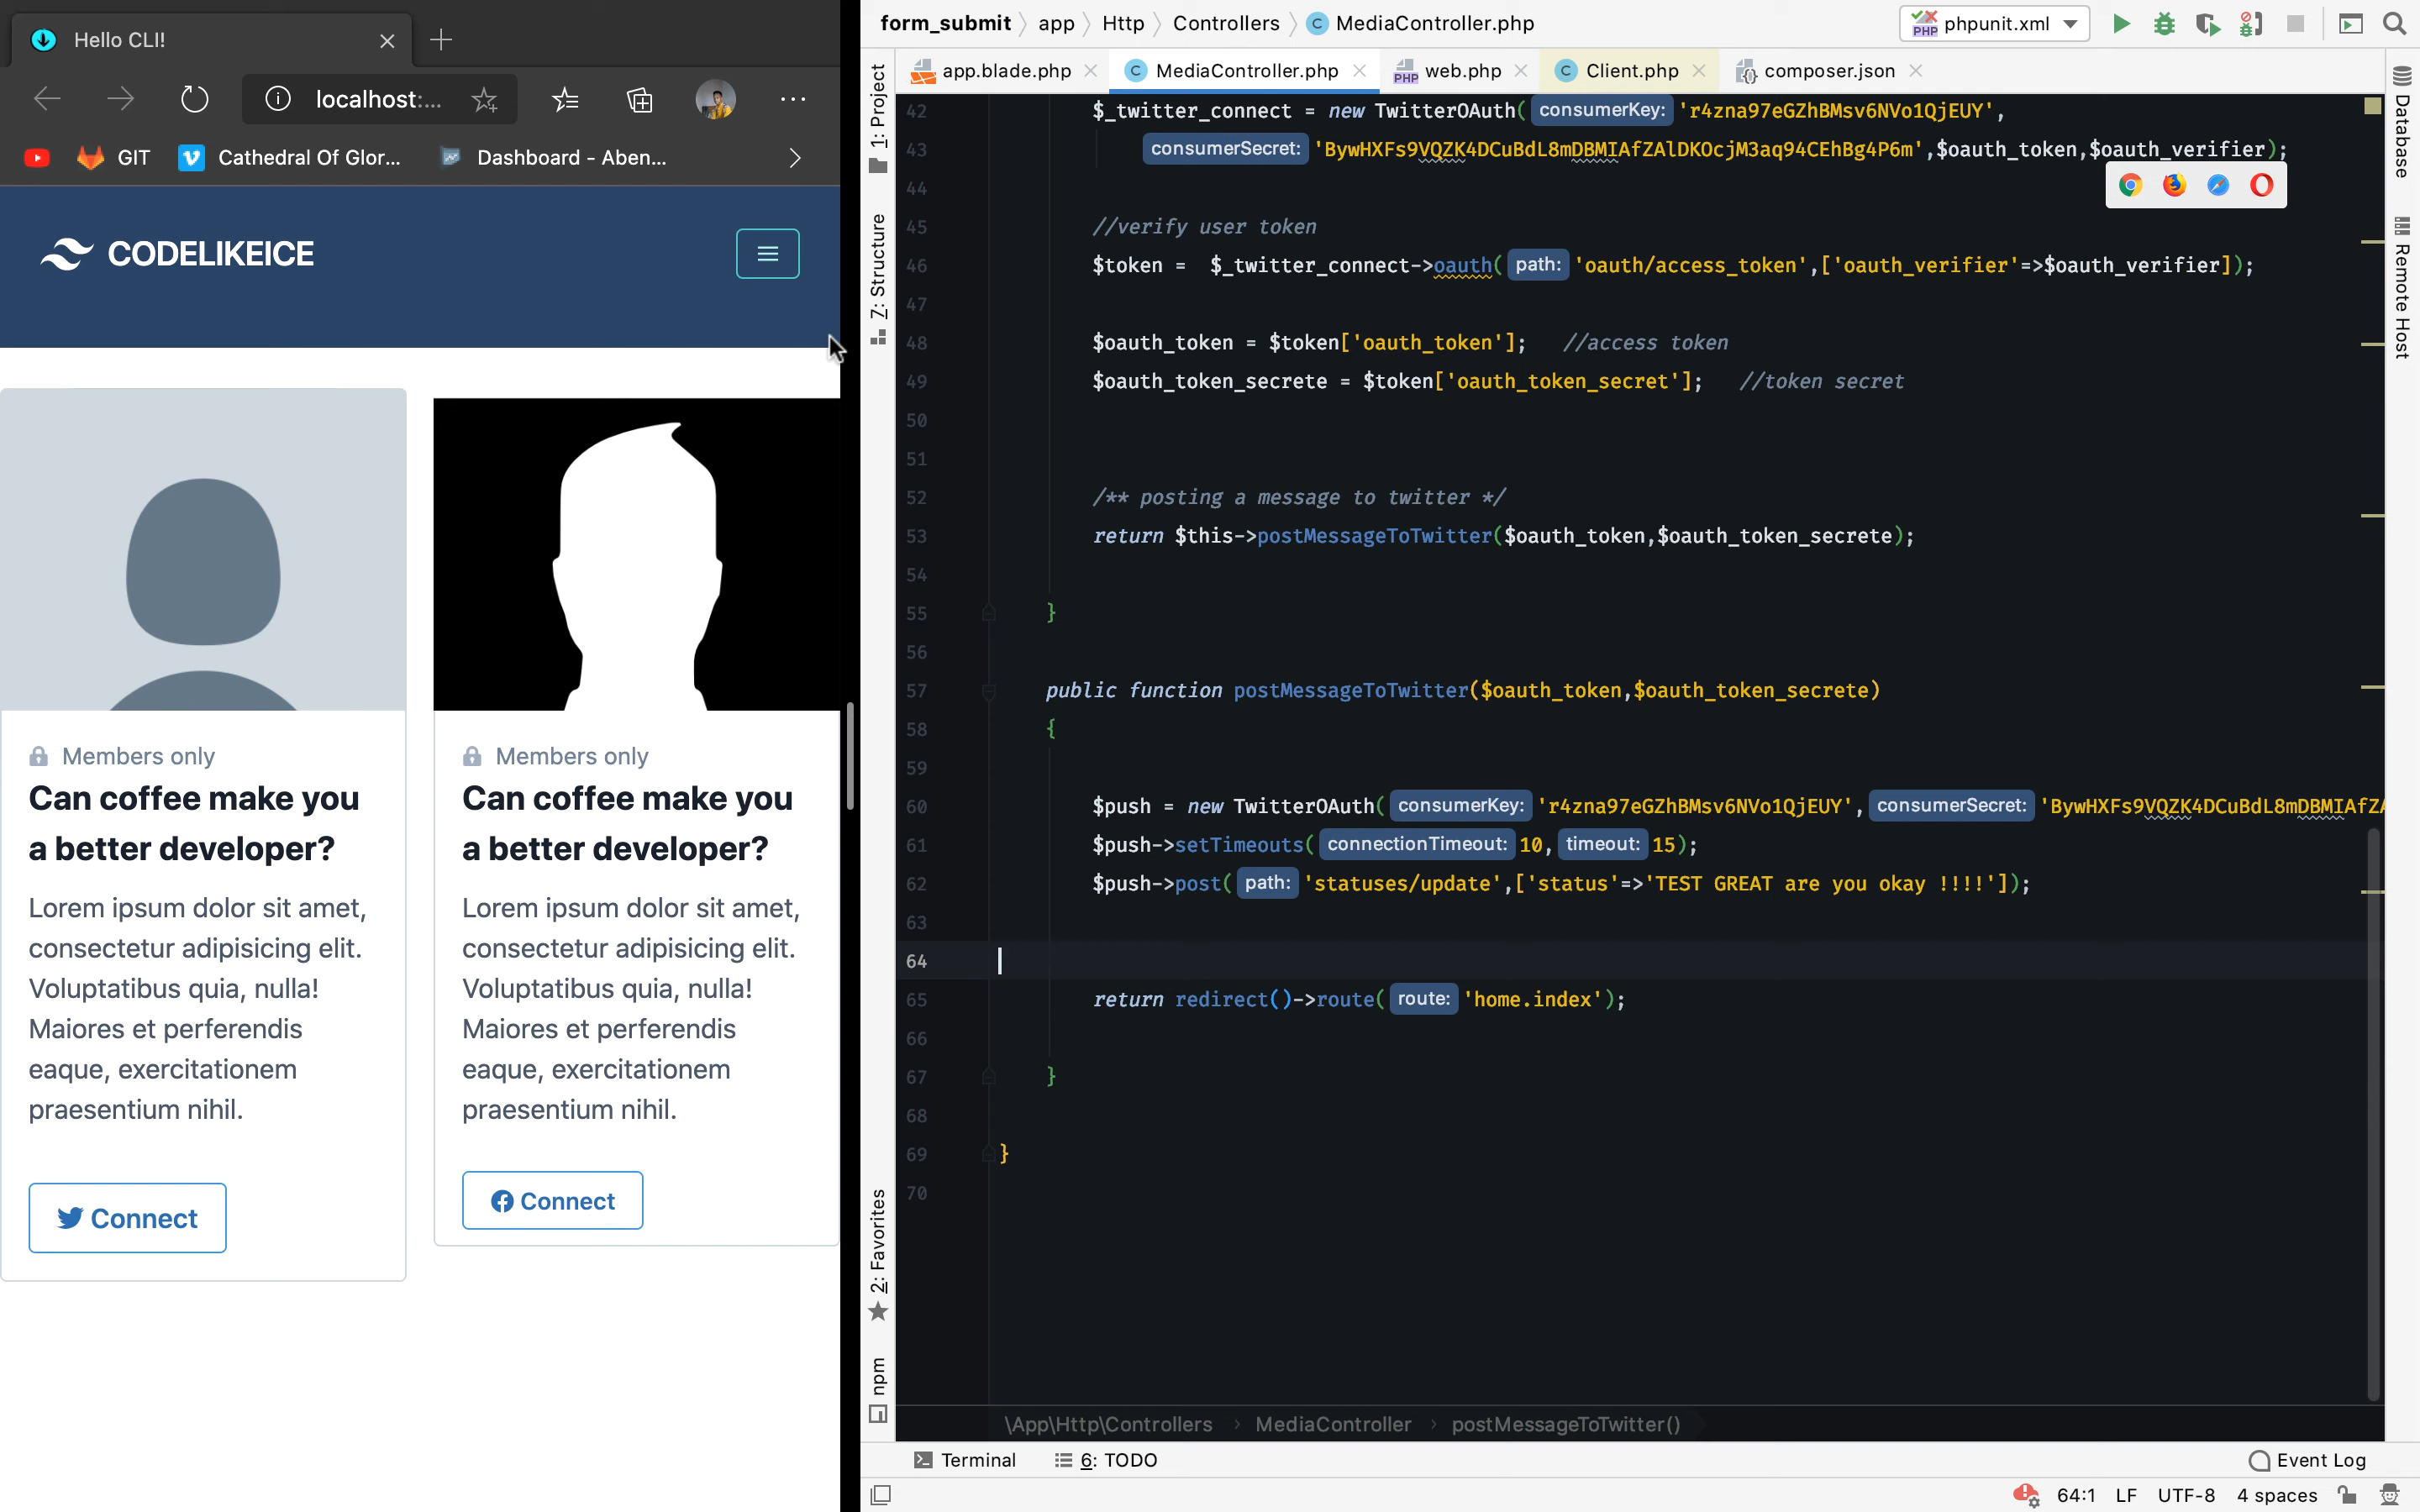 Hello CLI!
localhost:...
GIT
Cathedral Of Glor...
Dashboard - Aben...
CODELIKEICE
Members only
Can coffee make you
a better developer?
Lorem ipsum dolor sit amet,
consectetur adipisicing elit.
Voluptatibus quia, nulla!
Maiores et perferendis
eaque, exercitationem
praesentium nihil.
Connect
Members only
Can coffee make you
a better developer?
Lorem ipsum dolor sit amet,
consectetur adipisicing elit.
Voluptatibus quia, nulla!
Maiores et perferendis
eaque, exercitationem
praesentium nihil.
Connect
form_submit app Http Controllers C MediaController.php
PHP phpunit.xml
app.blade.php C MediaController.php PHP web.php C Client.php composer.json
1: Project
7: Structure
2: Favorites
npm
Database
Remote Host
42 $_twitter_connect = new TwitterOAuth( consumerKey: 'r4zna97eGZhBMsv6NVo1QjEUY',
43 consumerSecret: 'BywHXFs9VQZK4DCuBdL8mDBMIAfZAlDKOcjM3aq94CEhBg4P6m',$oauth_token,$oauth_verifier);
44
45 //verify user token
46 $token = $_twitter_connect->oauth( path: 'oauth/access_token',['oauth_verifier'=>$oauth_verifier]);
47
48 $oauth_token = $token['oauth_token']; //access token
49 $oauth_token_secrete = $token['oauth_token_secret']; //token secret
50
51
52 /** posting a message to twitter */
53 return $this->postMessageToTwitter($oauth_token,$oauth_token_secrete);
54
55 }
56
57 public function postMessageToTwitter($oauth_token,$oauth_token_secrete)
58 {
59
60 $push = new TwitterOAuth( consumerKey: 'r4zna97eGZhBMsv6NVo1QjEUY', consumerSecret: 'BywHXFs9VQZK4DCuBdL8mDBMIAfZA
61 $push->setTimeouts( connectionTimeout: 10, timeout: 15);
62 $push->post( path: 'statuses/update',['status'=>'TEST GREAT are you okay !!!!']);
63
64
65 return redirect()->route( route: 'home.index');
66
67 }
68
69 }
70
\App\Http\Controllers › MediaController › postMessageToTwitter()
Terminal 6: TODO Event Log
64:1 LF UTF-8 4 spaces